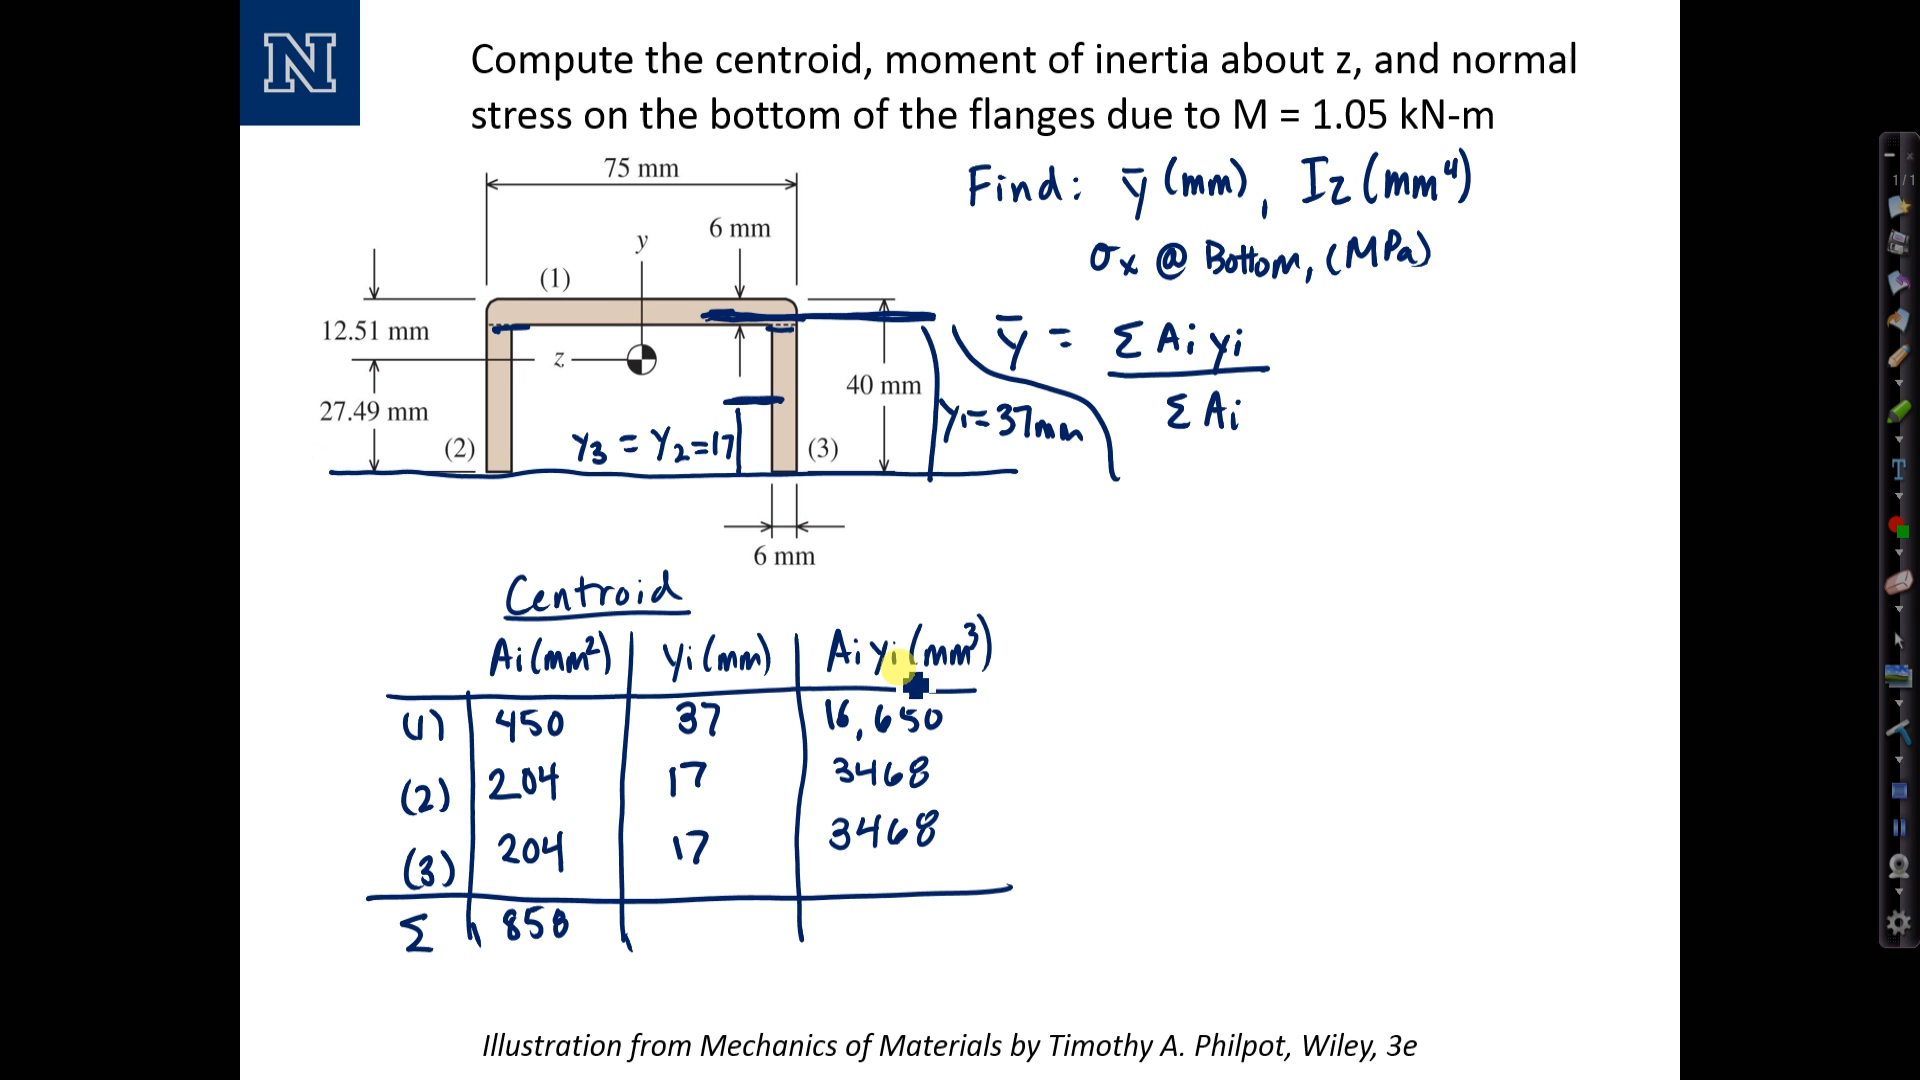 N
Compute the centroid, moment of inertia about z, and normal
stress on the bottom of the flanges due to M = 1.05 kN-m
75 mm
6 mm
y
(1)
12.51 mm
z
40 mm
27.49 mm
(2)
(3)
6 mm
Y3 = Y2=17
Y1=37mm
Find: ȳ (mm), Iz (mm⁴)
σx @ Bottom, (MPa)
ȳ = Σ Ai yi
Σ Ai
Centroid
Ai (mm²) yi (mm) Ai yi (mm³)
(1) 450 37 16,650
(2) 204 17 3468
(3) 204 17 3468
Σ 858
Illustration from Mechanics of Materials by Timothy A. Philpot, Wiley, 3e
1/1
T